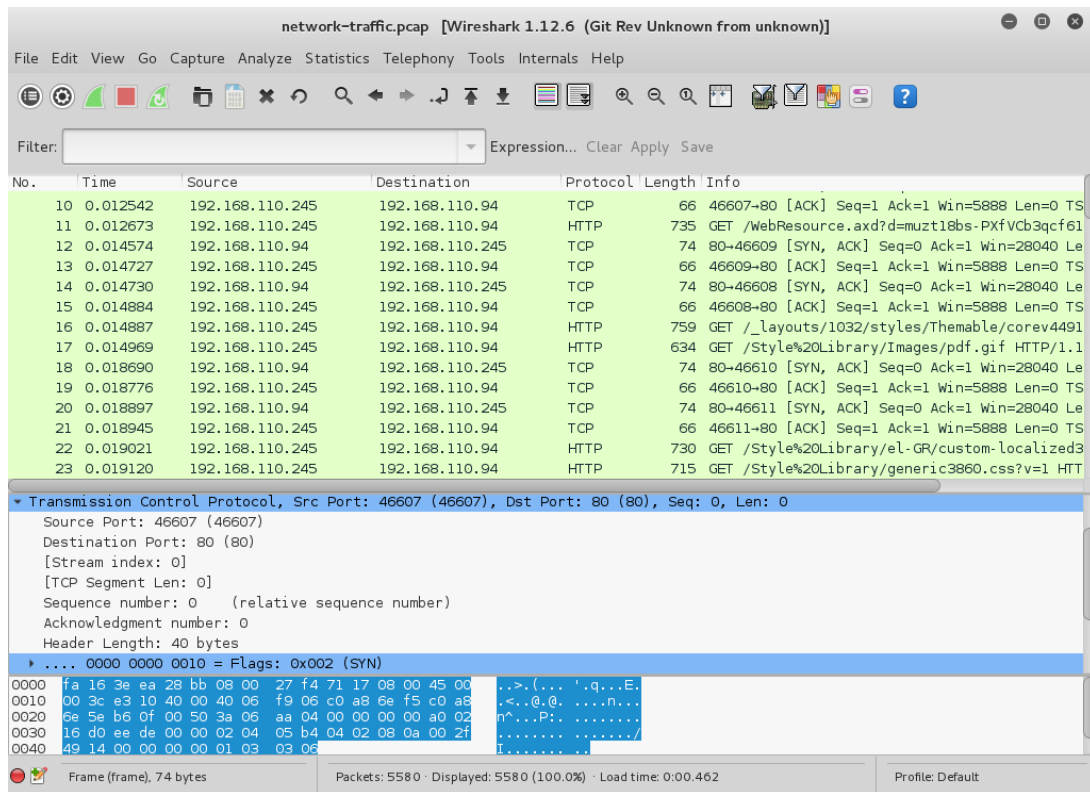 network-traffic.pcap [Wireshark 1.12.6 (Git Rev Unknown from unknown)]
File Edit View Go Capture Analyze Statistics Telephony Tools Internals Help
Filter: Expression... Clear Apply Save
No. Time Source Destination Protocol Length Info
10 0.012542 192.168.110.245 192.168.110.94 TCP 66 46607→80 [ACK] Seq=1 Ack=1 Win=5888 Len=0 TS
11 0.012673 192.168.110.245 192.168.110.94 HTTP 735 GET /WebResource.axd?d=muzt18bs-PXfVCb3qcf61
12 0.014574 192.168.110.94 192.168.110.245 TCP 74 80→46609 [SYN, ACK] Seq=0 Ack=1 Win=28040 Le
13 0.014727 192.168.110.245 192.168.110.94 TCP 66 46609→80 [ACK] Seq=1 Ack=1 Win=5888 Len=0 TS
14 0.014730 192.168.110.94 192.168.110.245 TCP 74 80→46608 [SYN, ACK] Seq=0 Ack=1 Win=28040 Le
15 0.014884 192.168.110.245 192.168.110.94 TCP 66 46608→80 [ACK] Seq=1 Ack=1 Win=5888 Len=0 TS
16 0.014887 192.168.110.245 192.168.110.94 HTTP 759 GET /_layouts/1032/styles/Themable/corev4491
17 0.014969 192.168.110.245 192.168.110.94 HTTP 634 GET /Style%20Library/Images/pdf.gif HTTP/1.1
18 0.018690 192.168.110.94 192.168.110.245 TCP 74 80→46610 [SYN, ACK] Seq=0 Ack=1 Win=28040 Le
19 0.018776 192.168.110.245 192.168.110.94 TCP 66 46610→80 [ACK] Seq=1 Ack=1 Win=5888 Len=0 TS
20 0.018897 192.168.110.94 192.168.110.245 TCP 74 80→46611 [SYN, ACK] Seq=0 Ack=1 Win=28040 Le
21 0.018945 192.168.110.245 192.168.110.94 TCP 66 46611→80 [ACK] Seq=1 Ack=1 Win=5888 Len=0 TS
22 0.019021 192.168.110.245 192.168.110.94 HTTP 730 GET /Style%20Library/el-GR/custom-localized3
23 0.019120 192.168.110.245 192.168.110.94 HTTP 715 GET /Style%20Library/generic3860.css?v=1 HTT
Transmission Control Protocol, Src Port: 46607 (46607), Dst Port: 80 (80), Seq: 0, Len: 0
Source Port: 46607 (46607)
Destination Port: 80 (80)
[Stream index: 0]
[TCP Segment Len: 0]
Sequence number: 0 (relative sequence number)
Acknowledgment number: 0
Header Length: 40 bytes
.... 0000 0000 0010 = Flags: 0x002 (SYN)
0000 fa 16 3e ea 28 bb 08 00 27 f4 71 17 08 00 45 00 ..>.(... '.q...E.
0010 00 3c e3 10 40 00 40 06 f9 06 c0 a8 6e f5 c0 a8 .<..@.@. ....n...
0020 6e 5e b6 0f 00 50 3a 06 aa 04 00 00 00 00 a0 02 n^...P:. ........
0030 16 d0 ee de 00 00 02 04 05 b4 04 02 08 0a 00 2f ........ ......./
0040 49 14 00 00 00 00 01 03 03 06 I....... ..
Frame (frame), 74 bytes Packets: 5580 · Displayed: 5580 (100.0%) · Load time: 0:00.462 Profile: Default